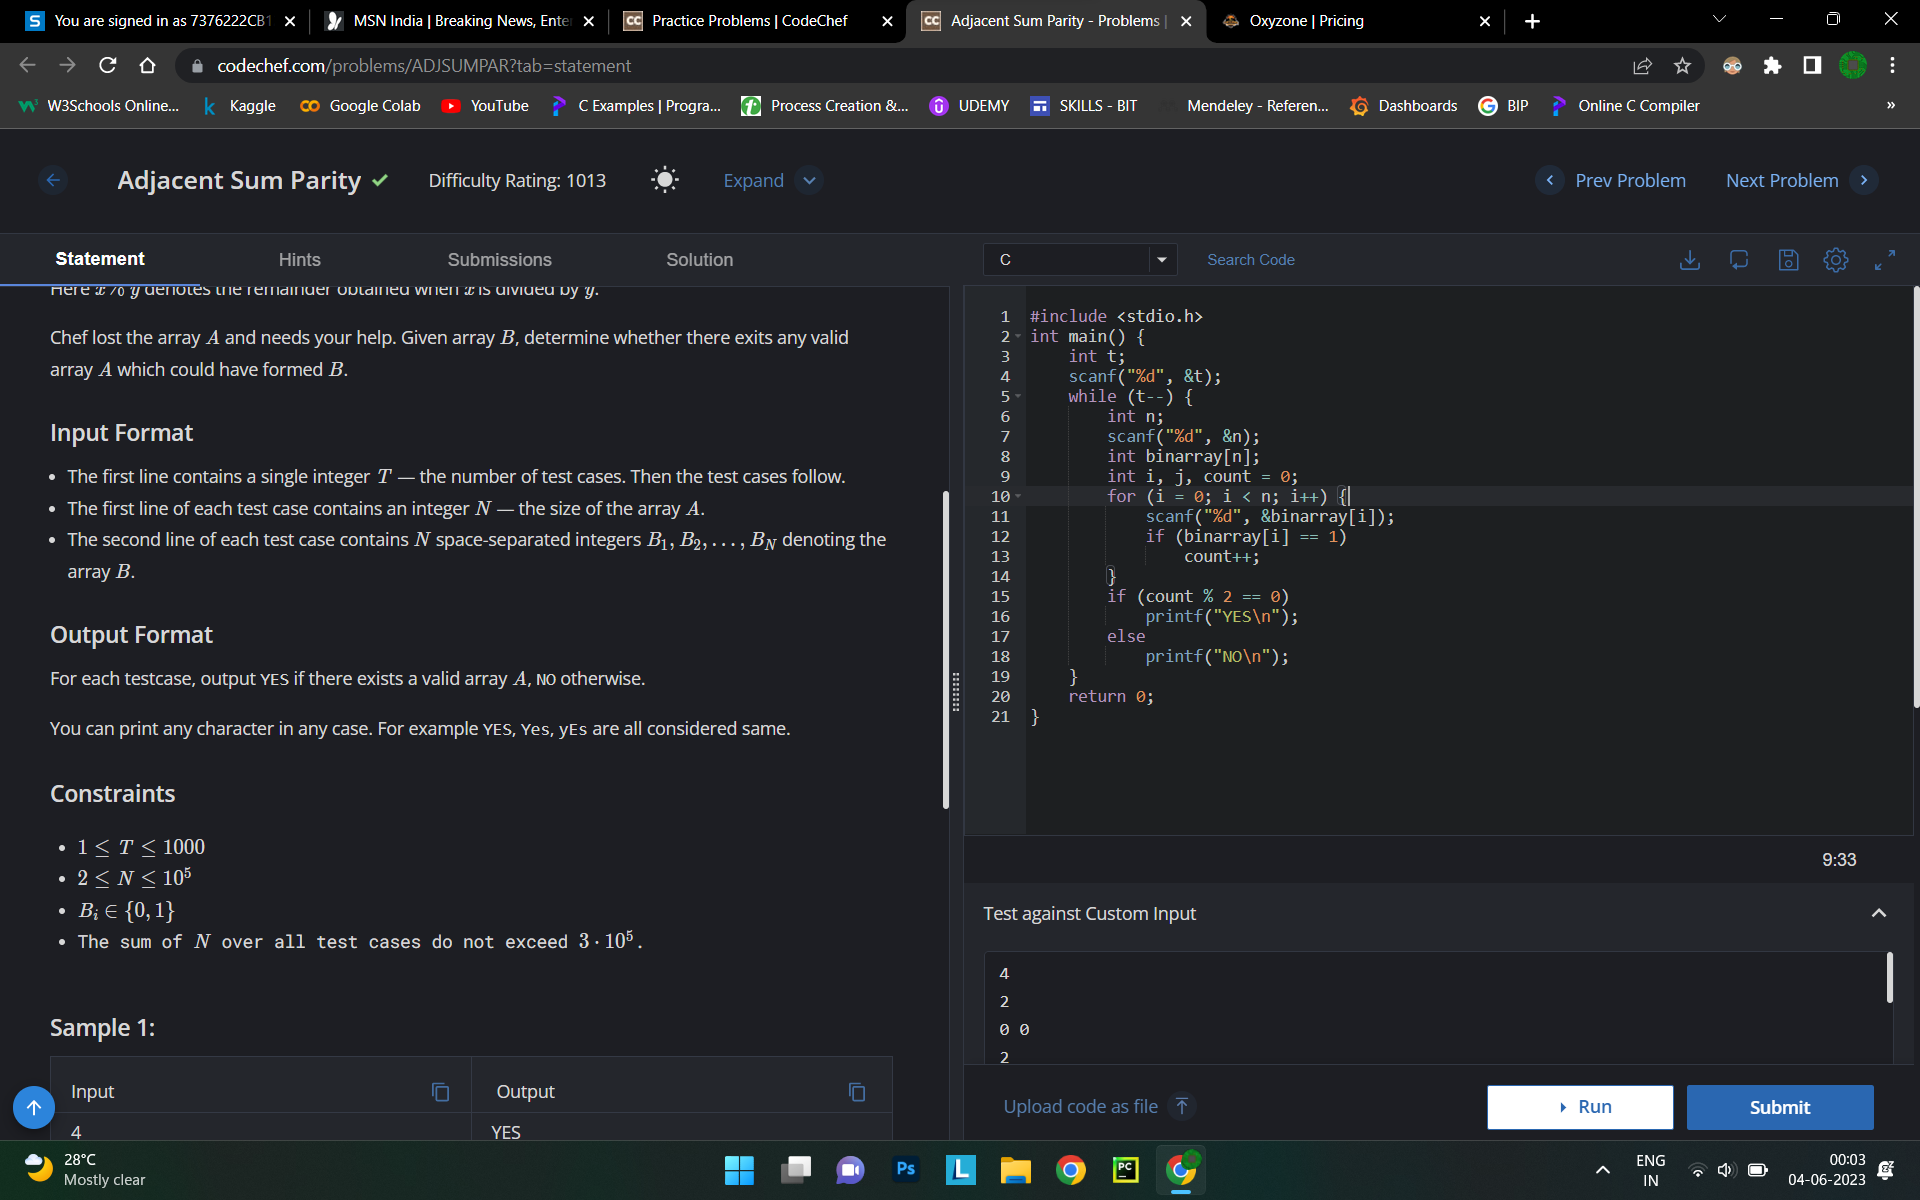 You are signed in as 7376222CB1
MSN India | Breaking News, Ente
Practice Problems | CodeChef
Adjacent Sum Parity - Problems |
Oxyzone | Pricing
codechef.com/problems/ADJSUMPAR?tab=statement
W3Schools Online...
Kaggle
Google Colab
YouTube
C Examples | Progra...
Process Creation &...
UDEMY
SKILLS - BIT
Mendeley - Referen...
Dashboards
BIP
Online C Compiler
»
Adjacent Sum Parity
Difficulty Rating: 1013
Expand
Prev Problem
Next Problem
Statement
Hints
Submissions
Solution
C
Search Code
Here x % y denotes the remainder obtained when x is divided by y.
Chef lost the array A and needs your help. Given array B, determine whether there exits any valid
array A which could have formed B.
Input Format
• The first line contains a single integer T — the number of test cases. Then the test cases follow.
• The first line of each test case contains an integer N — the size of the array A.
• The second line of each test case contains N space-separated integers B₁, B₂, . . . , B_N denoting the
array B.
Output Format
For each testcase, output YES if there exists a valid array A, NO otherwise.
You can print any character in any case. For example YES, Yes, yEs are all considered same.
Constraints
• 1 ≤ T ≤ 1000
• 2 ≤ N ≤ 10⁵
• Bᵢ ∈ {0, 1}
• The sum of N over all test cases do not exceed 3 · 10⁵.
Sample 1:
Input
Output
4
YES
1 #include <stdio.h>
2 int main() {
3 int t;
4 scanf("%d", &t);
5 while (t--) {
6 int n;
7 scanf("%d", &n);
8 int binarray[n];
9 int i, j, count = 0;
10 for (i = 0; i < n; i++) {
11 scanf("%d", &binarray[i]);
12 if (binarray[i] == 1)
13 count++;
14 }
15 if (count % 2 == 0)
16 printf("YES\n");
17 else
18 printf("NO\n");
19 }
20 return 0;
21 }
9:33
Test against Custom Input
4
2
0 0
2
Upload code as file
Run
Submit
28°C
Mostly clear
Ps
L
PC
ENG
IN
00:03
04-06-2023